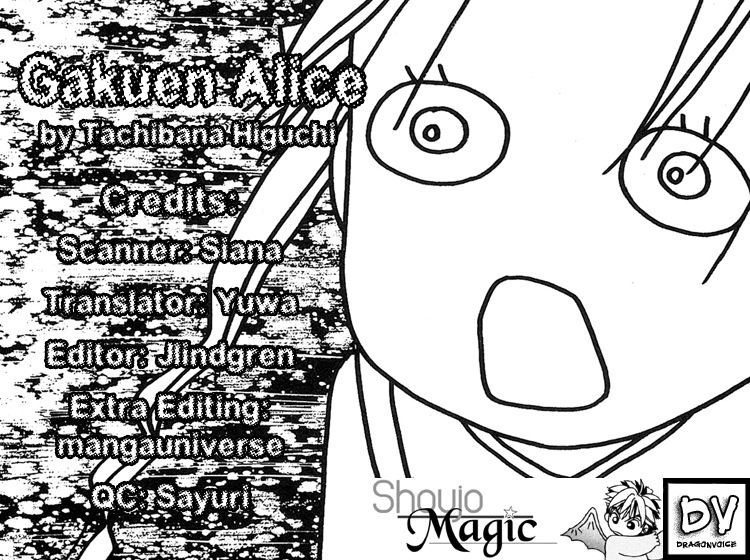 Gakuen Alice
by Tachibana Higuchi
Credits:
Scanner: Slana
Translator: Yuwa
Editor: Jlindgren
Extra Editing:
mangauniverse
QC: Sayuri
Shoujo
Magic
DV
DRAGONVOICE